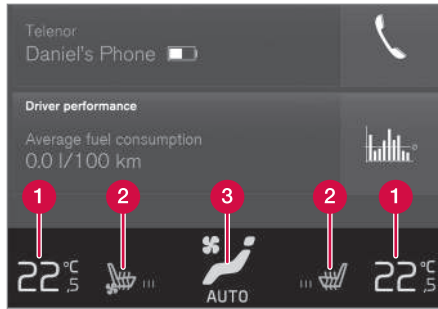 Telenor
Daniel's Phone
Driver performance
Average fuel consumption
0.0 l/100 km
1
2
3
2
1
22°C,5
22°C,5
AUTO